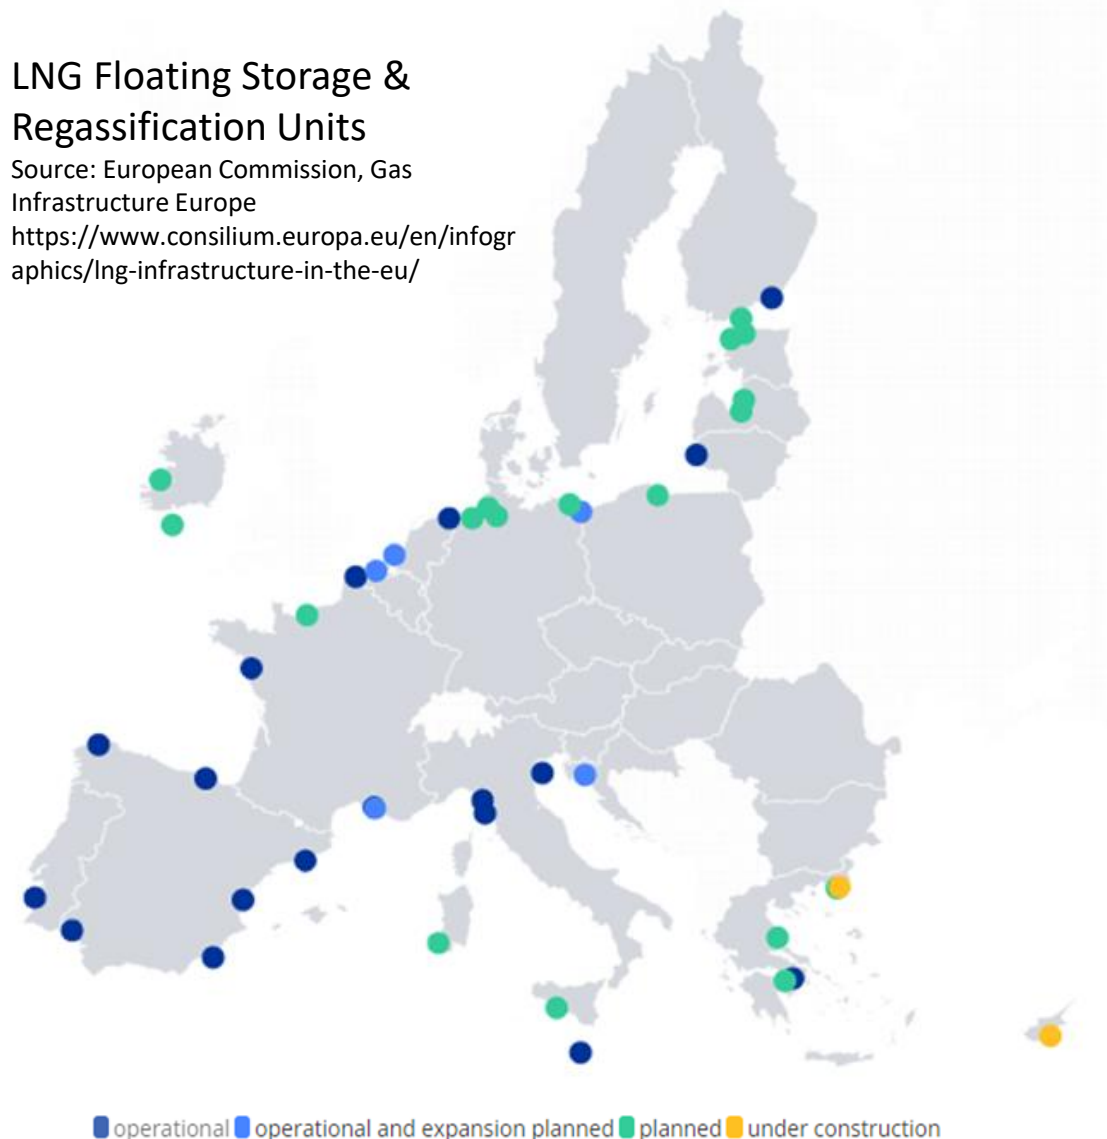 LNG Floating Storage &
Regassification Units
Source: European Commission, Gas
Infrastructure Europe
https://www.consilium.europa.eu/en/infogr
aphics/lng-infrastructure-in-the-eu/
operational operational and expansion planned planned under construction